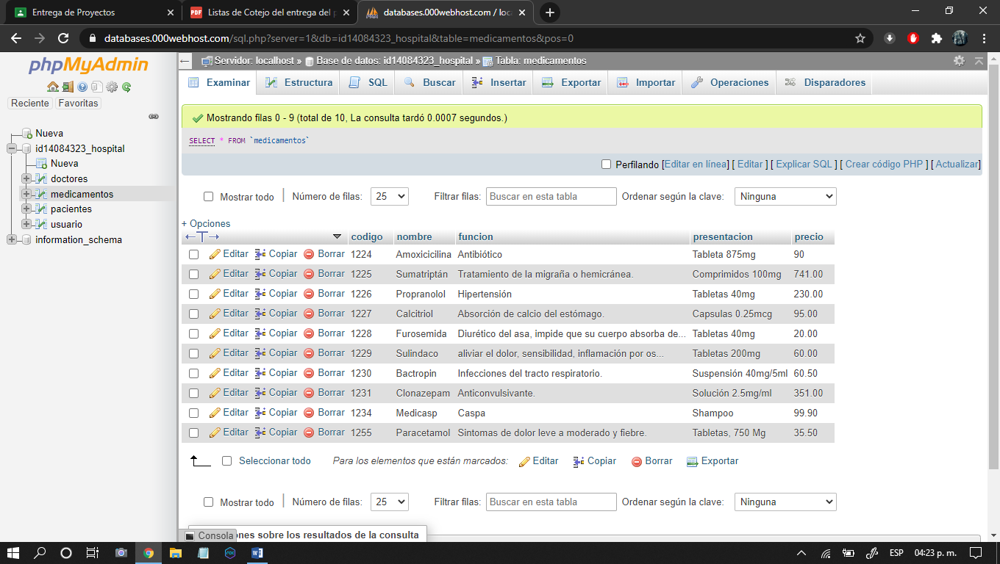 Entrega de Proyectos
Listas de Cotejo del entrega del p
databases.000webhost.com / loca
databases.000webhost.com/sql.php?server=1&db=id14084323_hospital&table=medicamentos&pos=0
phpMyAdmin
Reciente Favoritas
Nueva
id14084323_hospital
Nueva
doctores
medicamentos
pacientes
usuario
information_schema
Servidor: localhost » Base de datos: id14084323_hospital » Tabla: medicamentos
Examinar Estructura SQL Buscar Insertar Exportar Importar Operaciones Disparadores
Mostrando filas 0 - 9 (total de 10, La consulta tardó 0.0007 segundos.)
SELECT * FROM `medicamentos`
Perfilando [Editar en línea] [ Editar ] [ Explicar SQL ] [ Crear código PHP ] [ Actualizar]
Mostrar todo | Número de filas: 25 Filtrar filas: Buscar en esta tabla Ordenar según la clave: Ninguna
+ Opciones
←T→ codigo nombre funcion presentacion precio
Editar Copiar Borrar 1224 Amoxicicilina Antibiótico Tableta 875mg 90
Editar Copiar Borrar 1225 Sumatriptán Tratamiento de la migraña o hemicránea. Comprimidos 100mg 741.00
Editar Copiar Borrar 1226 Propranolol Hipertensión Tabletas 40mg 230.00
Editar Copiar Borrar 1227 Calcitriol Absorción de calcio del estómago. Capsulas 0.25mcg 95.00
Editar Copiar Borrar 1228 Furosemida Diurético del asa, impide que su cuerpo absorba de... Tabletas 40mg 20.00
Editar Copiar Borrar 1229 Sulindaco aliviar el dolor, sensibilidad, inflamación por os... Tabletas 200mg 60.00
Editar Copiar Borrar 1230 Bactropin Infecciones del tracto respiratorio. Suspensión 40mg/5ml 60.50
Editar Copiar Borrar 1231 Clonazepam Anticonvulsivante. Solución 2.5mg/ml 351.00
Editar Copiar Borrar 1234 Medicasp Caspa Shampoo 99.90
Editar Copiar Borrar 1255 Paracetamol Sintomas de dolor leve a moderado y fiebre. Tabletas, 750 Mg 35.50
Seleccionar todo Para los elementos que están marcados: Editar Copiar Borrar Exportar
Mostrar todo | Número de filas: 25 Filtrar filas: Buscar en esta tabla Ordenar según la clave: Ninguna
Consola
ones sobre los resultados de la consulta
ESP 04:23 p. m.